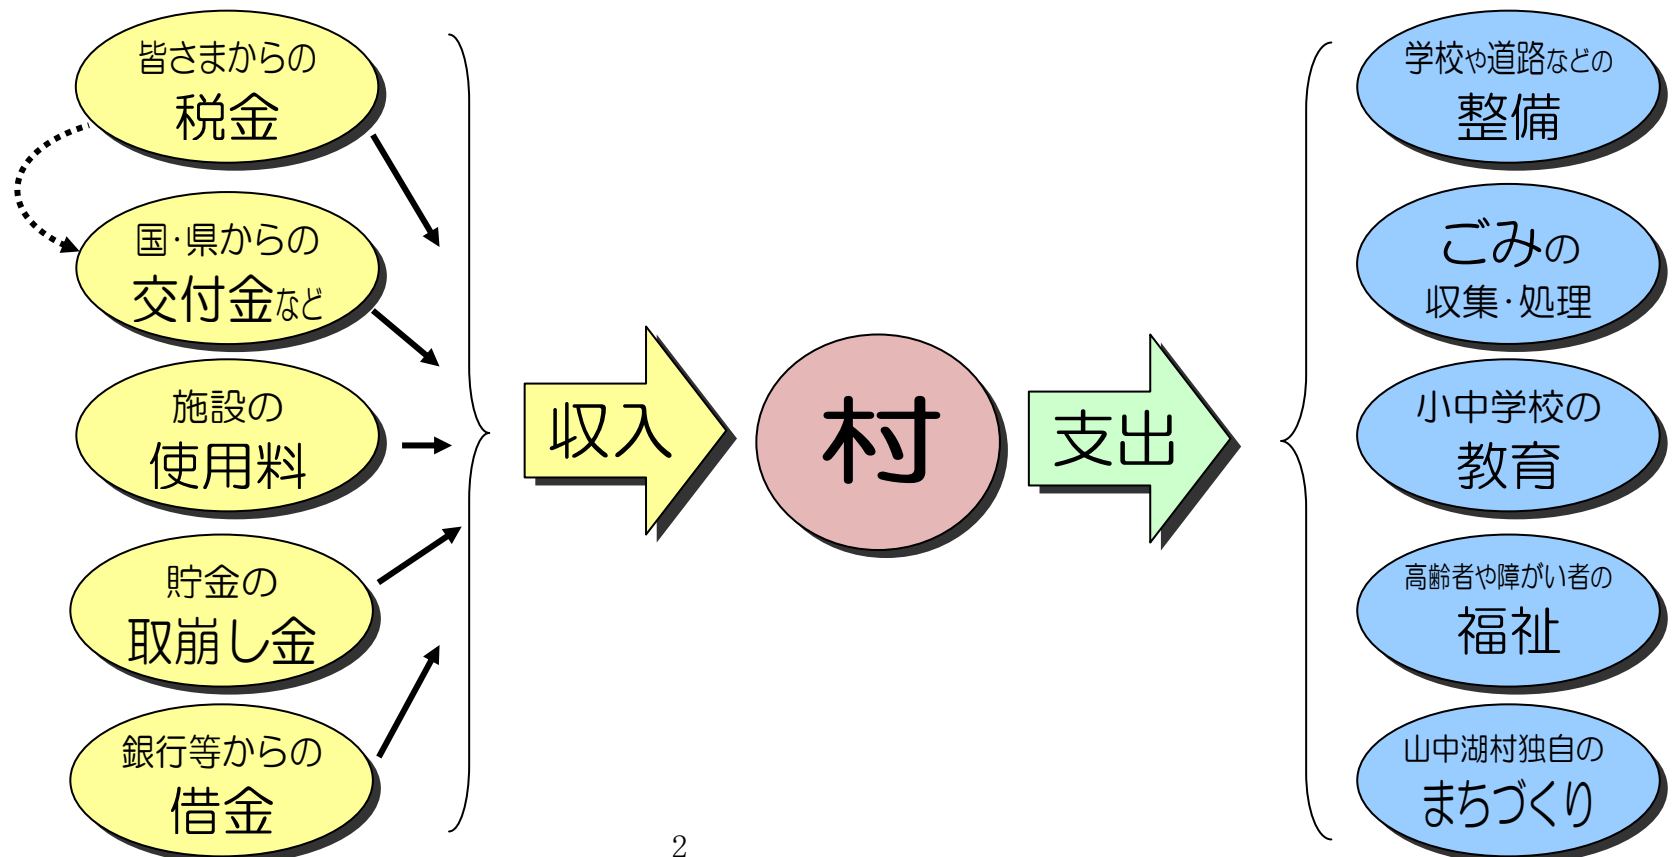 皆さまからの
税金
国・県からの
交付金など
施設の
使用料
貯金の
取崩し金
銀行等からの
借金
収入
村
支出
学校や道路などの
整備
ごみの
収集・処理
小中学校の
教育
高齢者や障がい者の
福祉
山中湖村独自の
まちづくり
2